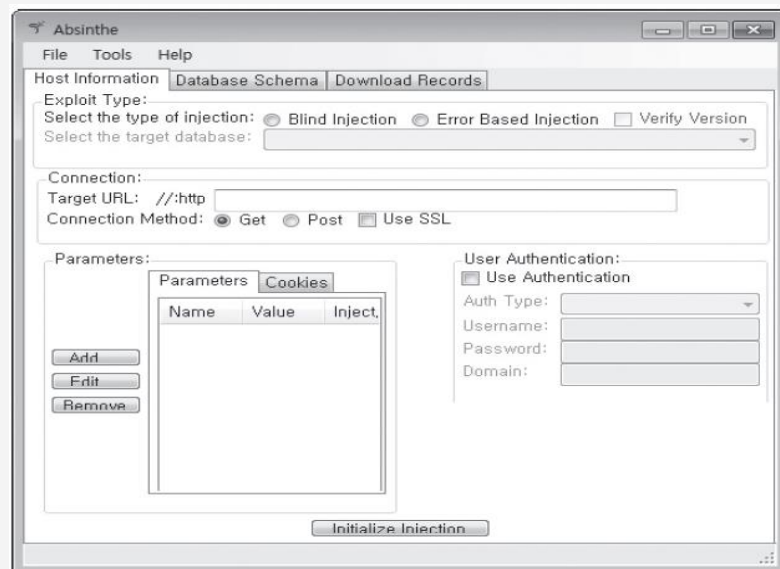 Absinthe
File Tools Help
Host Information Database Schema Download Records
Exploit Type:
Select the type of injection: Blind Injection Error Based Injection Verify Version
Select the target database:
Connection:
Target URL: //:http
Connection Method: Get Post Use SSL
Parameters:
Parameters Cookies
Name Value Inject,
Add
Edit
Remove
User Authentication:
Use Authentication
Auth Type:
Username:
Password:
Domain:
Initialize Injection